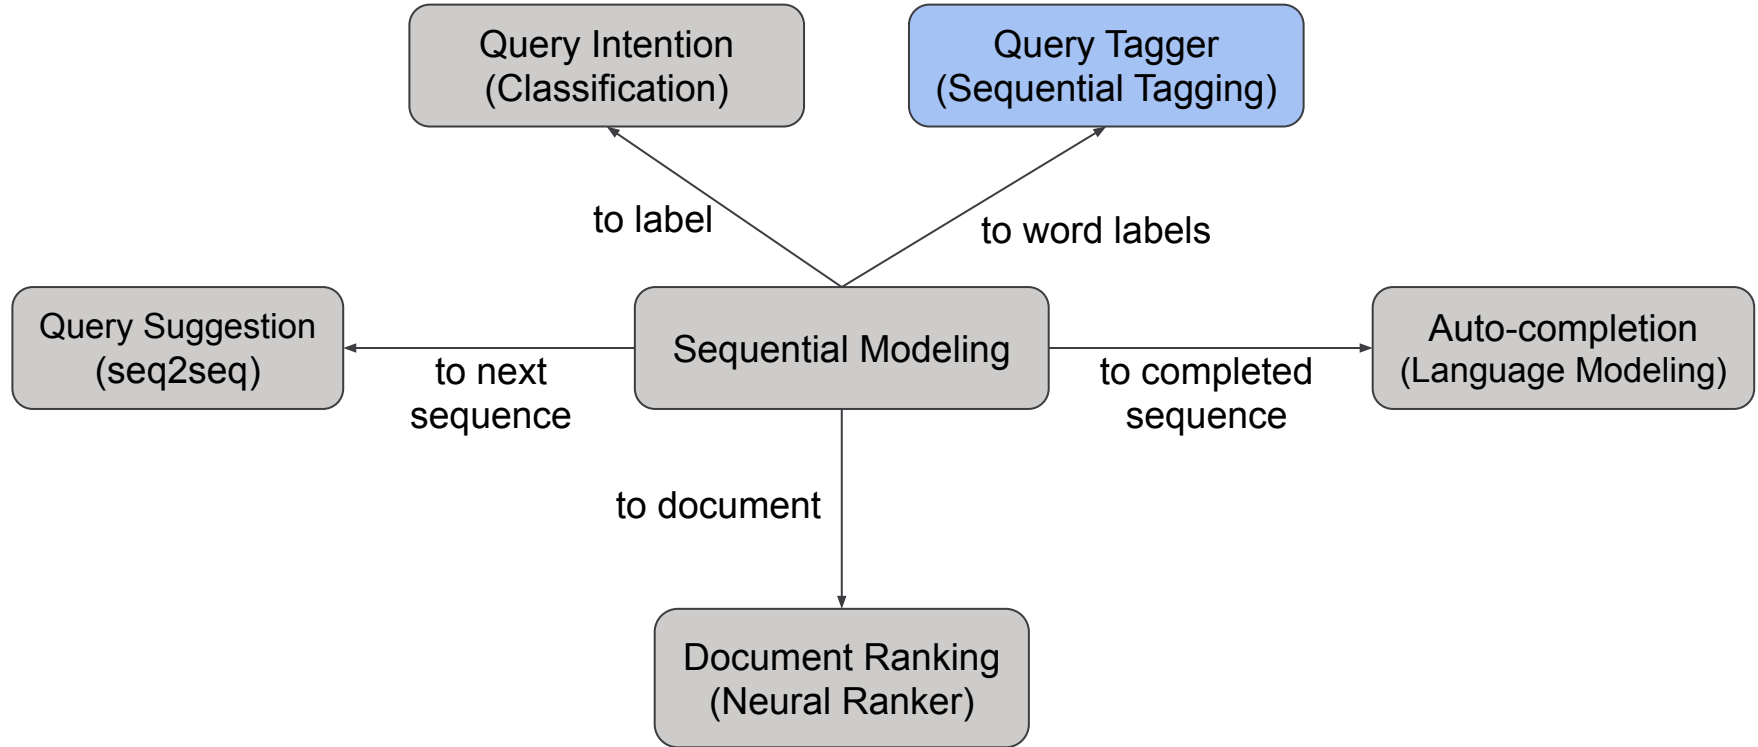 Query Intention
(Classification)
Query Tagger
(Sequential Tagging)
to label
to word labels
Query Suggestion
(seq2seq)
to next
sequence
Sequential Modeling
to completed
sequence
Auto-completion
(Language Modeling)
to document
Document Ranking
(Neural Ranker)